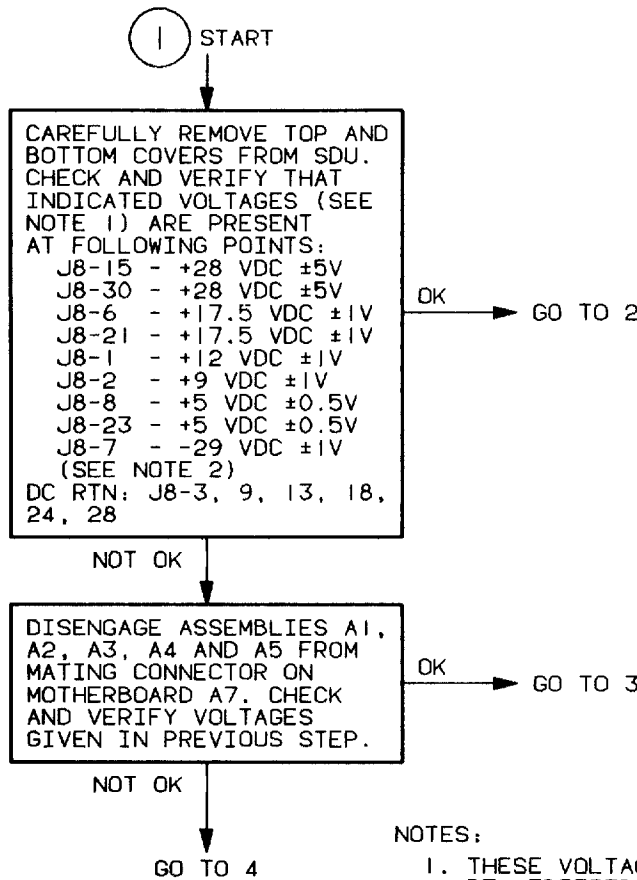 1 START
CAREFULLY REMOVE TOP AND
BOTTOM COVERS FROM SDU.
CHECK AND VERIFY THAT
INDICATED VOLTAGES (SEE
NOTE 1) ARE PRESENT
AT FOLLOWING POINTS:
J8-15 - +28 VDC ±5V
J8-30 - +28 VDC ±5V
J8-6 - +17.5 VDC ±1V
J8-21 - +17.5 VDC ±1V
J8-1 - +12 VDC ±1V
J8-2 - +9 VDC ±1V
J8-8 - +5 VDC ±0.5V
J8-23 - +5 VDC ±0.5V
J8-7 - -29 VDC ±1V
(SEE NOTE 2)
DC RTN: J8-3, 9, 13, 18,
24, 28
OK
GO TO 2
NOT OK
DISENGAGE ASSEMBLIES A1,
A2, A3, A4 AND A5 FROM
MATING CONNECTOR ON
MOTHERBOARD A7. CHECK
AND VERIFY VOLTAGES
GIVEN IN PREVIOUS STEP.
OK
GO TO 3
NOT OK
GO TO 4
NOTES:
1. THESE